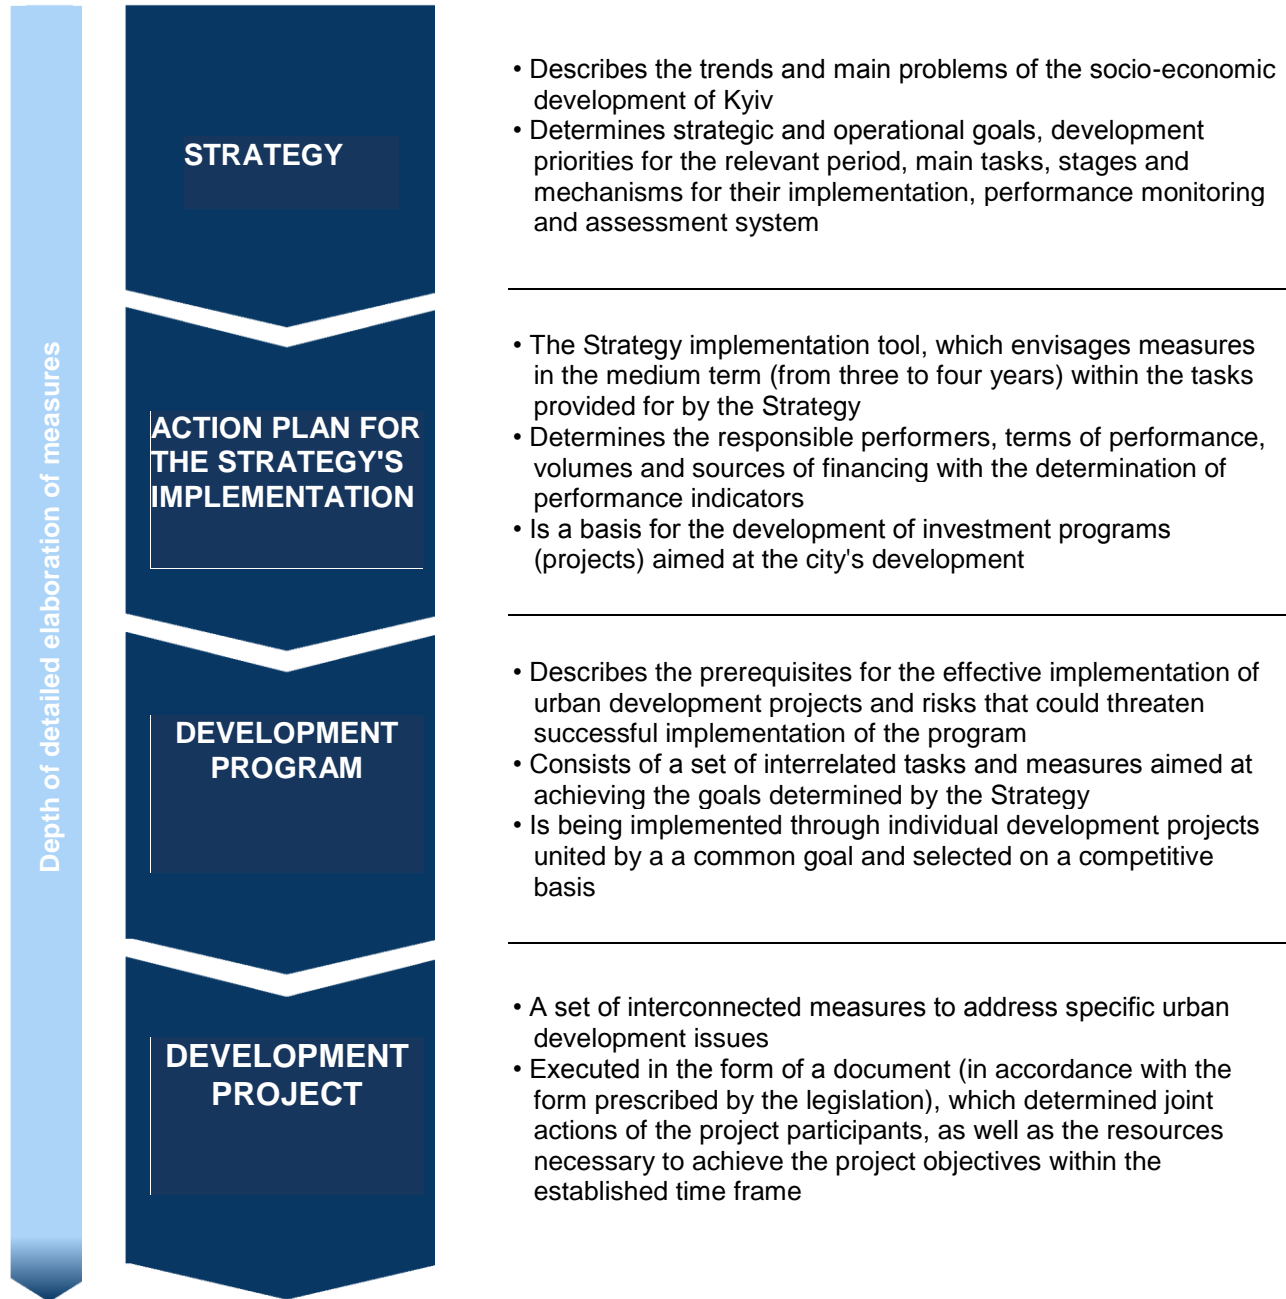 Depth of detailed elaboration of measures
STRATEGY
• Describes the trends and main problems of the socio-economic
development of Kyiv
• Determines strategic and operational goals, development
priorities for the relevant period, main tasks, stages and
mechanisms for their implementation, performance monitoring
and assessment system
ACTION PLAN FOR
THE STRATEGY'S
IMPLEMENTATION
• The Strategy implementation tool, which envisages measures
in the medium term (from three to four years) within the tasks
provided for by the Strategy
• Determines the responsible performers, terms of performance,
volumes and sources of financing with the determination of
performance indicators
• Is a basis for the development of investment programs
(projects) aimed at the city's development
DEVELOPMENT
PROGRAM
• Describes the prerequisites for the effective implementation of
urban development projects and risks that could threaten
successful implementation of the program
• Consists of a set of interrelated tasks and measures aimed at
achieving the goals determined by the Strategy
• Is being implemented through individual development projects
united by a a common goal and selected on a competitive
basis
DEVELOPMENT
PROJECT
• A set of interconnected measures to address specific urban
development issues
• Executed in the form of a document (in accordance with the
form prescribed by the legislation), which determined joint
actions of the project participants, as well as the resources
necessary to achieve the project objectives within the
established time frame